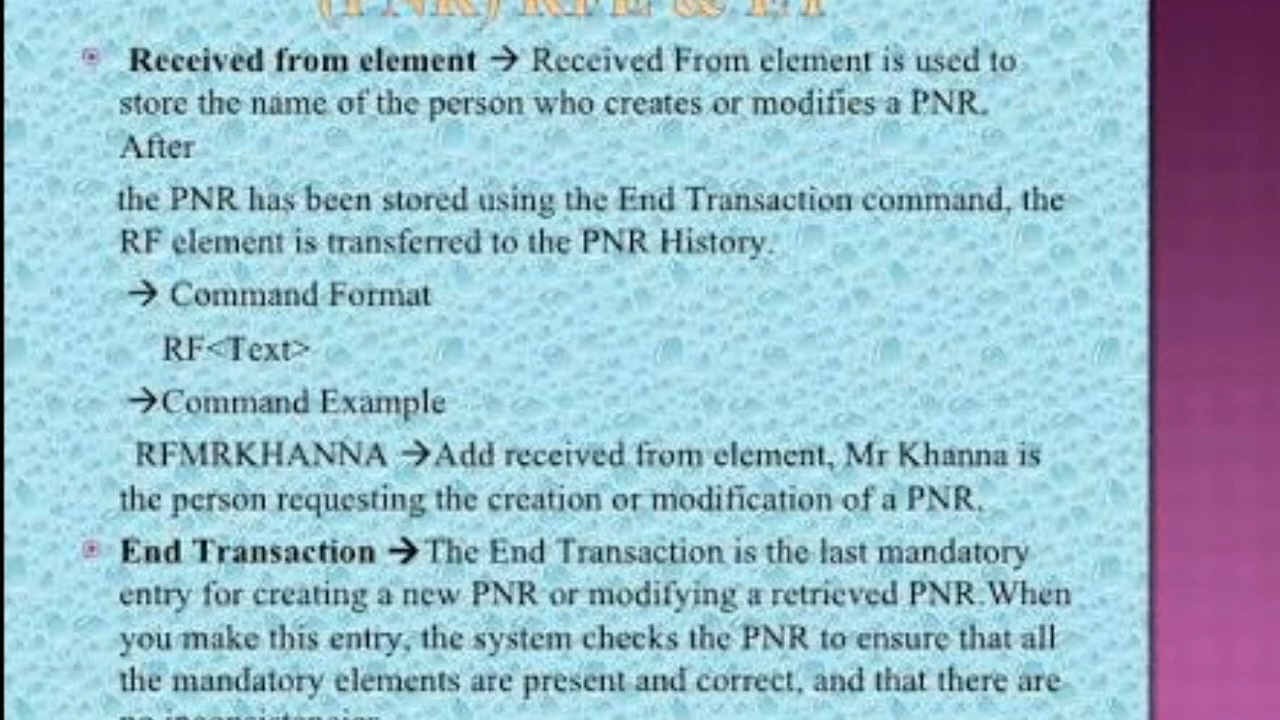 (PNR) RFE & ET
Received from element → Received From element is used to
store the name of the person who creates or modifies a PNR.
After
the PNR has been stored using the End Transaction command, the
RF element is transferred to the PNR History.
→ Command Format
RF<Text>
→Command Example
RFMRKHANNA →Add received from element, Mr Khanna is
the person requesting the creation or modification of a PNR.
End Transaction →The End Transaction is the last mandatory
entry for creating a new PNR or modifying a retrieved PNR.When
you make this entry, the system checks the PNR to ensure that all
the mandatory elements are present and correct, and that there are
no inconsistencies